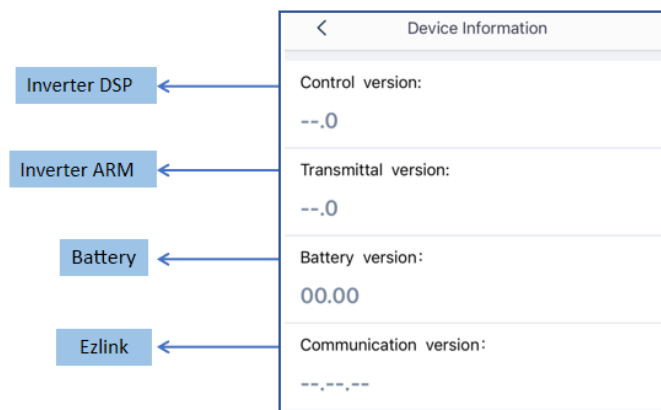 Device Information
Inverter DSP
Control version:
--.0
Inverter ARM
Transmittal version:
--.0
Battery
Battery version:
00.00
Ezlink
Communication version:
--.--.--